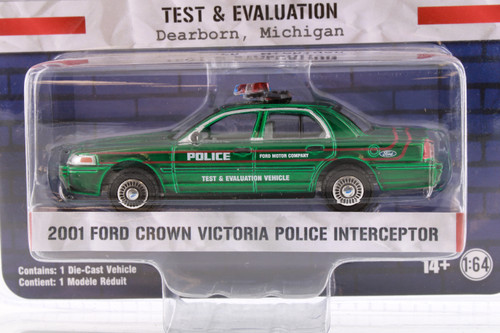 TEST & EVALUATION
Dearborn, Michigan
POLICE
FORD MOTOR COMPANY
Ford
TEST & EVALUATION VEHICLE
2001 FORD CROWN VICTORIA POLICE INTERCEPTOR
Contains: 1 Die-Cast Vehicle
Contient: 1 Modèle Réduit
14+
1:64